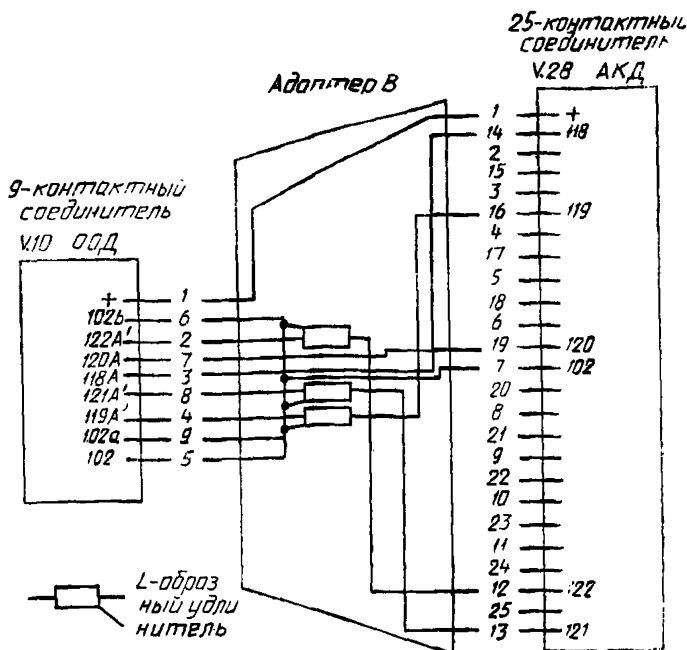 25-контактный
соединитель
V.28 АКД
Адаптер В
9-контактный
соединитель
V.10 ООД
+ 1
102b 6
122A' 2
120A 7
118A 3
121A' 8
119A' 4
102a 9
102 5
1 +
14 118
2
15
3
16 119
4
17
5
18
6
19 120
7 102
20
8
21
9
22
10
23
11
24
12 122
25
13 121
L-образ
ный удли
нитель